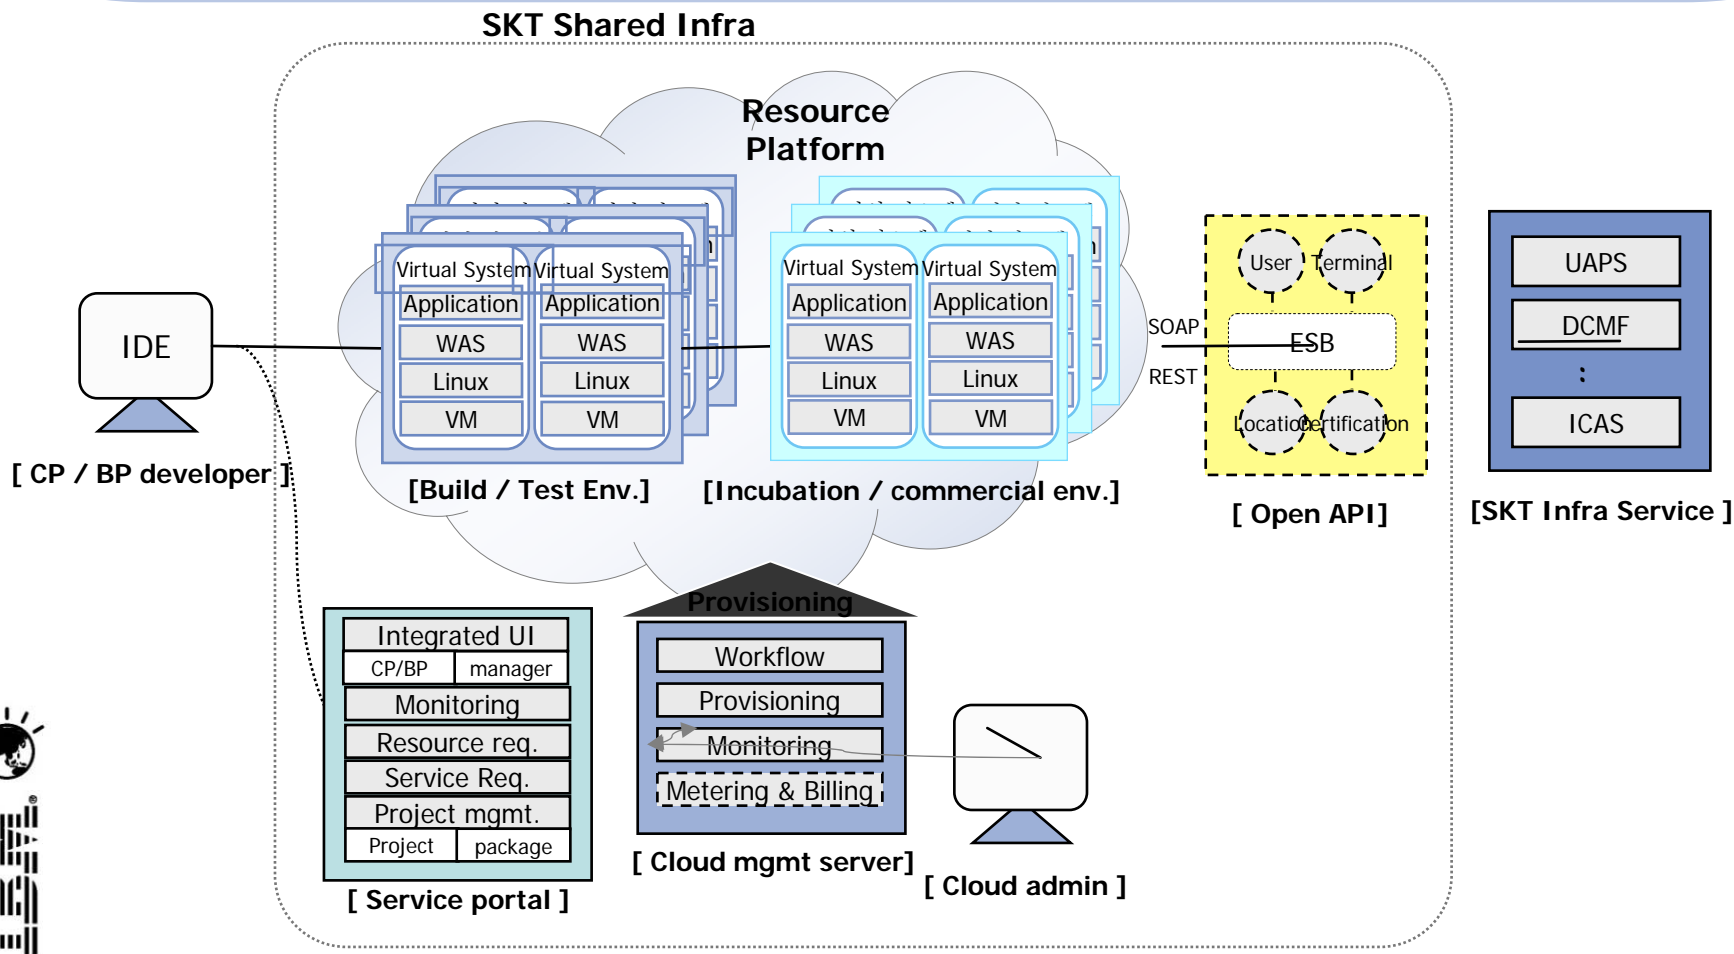 SKT Shared Infra
Resource
Platform
Virtual System
Application
WAS
Linux
VM
Virtual System
Application
WAS
Linux
VM
Virtual System
Application
WAS
Linux
VM
Virtual System
Application
WAS
Linux
VM
IDE
[ CP / BP developer ]
[Build / Test Env.]
[Incubation / commercial env.]
SOAP
REST
User
Terminal
ESB
Location
Certification
[ Open API]
UAPS
DCMF
:
ICAS
[SKT Infra Service ]
Provisioning
Integrated UI
CP/BP
manager
Monitoring
Resource req.
Service Req.
Project mgmt.
Project
package
[ Service portal ]
Workflow
Provisioning
Monitoring
Metering & Billing
[ Cloud mgmt server]
[ Cloud admin ]
IBM®